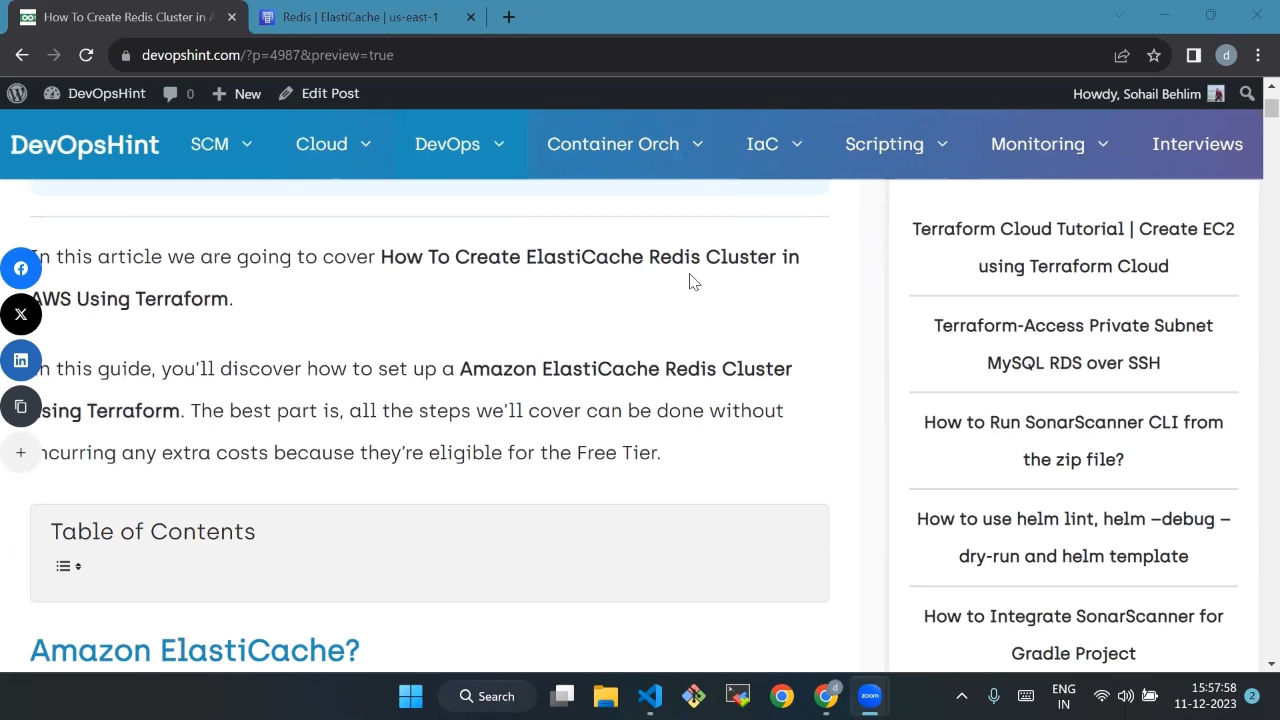 How To Create Redis Cluster in A
Redis | ElastiCache | us-east-1
devopshint.com/?p=4987&preview=true
d
DevOpsHint
0
New
Edit Post
Howdy, Sohail Behlim
DevOpsHint
SCM
Cloud
DevOps
Container Orch
IaC
Scripting
Monitoring
Interviews
In this article we are going to cover How To Create ElastiCache Redis Cluster in
AWS Using Terraform.
In this guide, you'll discover how to set up a Amazon ElastiCache Redis Cluster
using Terraform. The best part is, all the steps we'll cover can be done without
incurring any extra costs because they're eligible for the Free Tier.
Table of Contents
Amazon ElastiCache?
Terraform Cloud Tutorial | Create EC2
using Terraform Cloud
Terraform-Access Private Subnet
MySQL RDS over SSH
How to Run SonarScanner CLI from
the zip file?
How to use helm lint, helm –debug –
dry-run and helm template
How to Integrate SonarScanner for
Gradle Project
Search
d
zoom
ENG
IN
15:57:58
11-12-2023
2